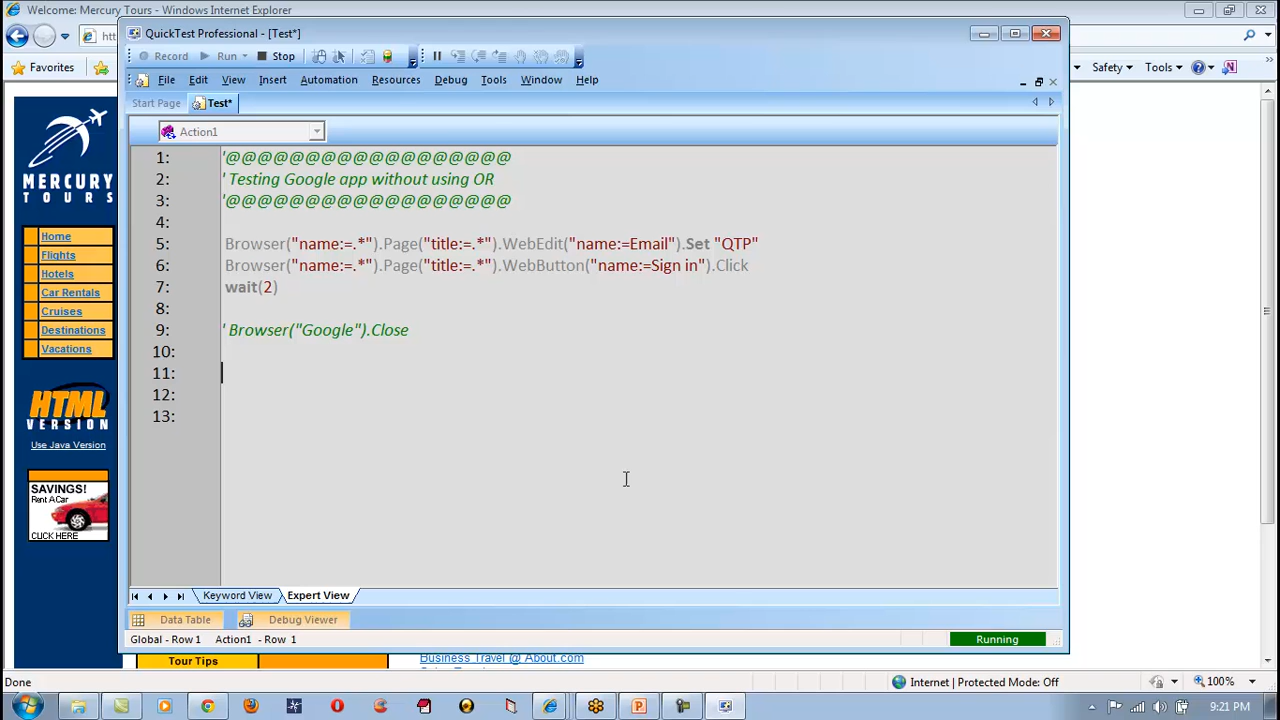 Welcome: Mercury Tours - Windows Internet Explorer
Favorites
Safety
Tools
QuickTest Professional - [Test*]
Record Run Stop
File Edit View Insert Automation Resources Debug Tools Window Help
Start Page Test*
Action1
1: '@@@@@@@@@@@@@@@@@@
2: ' Testing Google app without using OR
3: '@@@@@@@@@@@@@@@@@@
4:
5: Browser("name:=.*").Page("title:=.*").WebEdit("name:=Email").Set "QTP"
6: Browser("name:=.*").Page("title:=.*").WebButton("name:=Sign in").Click
7: wait(2)
8:
9: ' Browser("Google").Close
10:
11:
12:
13:
Keyword View Expert View
Data Table Debug Viewer
Global - Row 1 Action1 - Row 1
Running
MERCURY
TOURS
Home
Flights
Hotels
Car Rentals
Cruises
Destinations
Vacations
HTML
VERSION
Use Java Version
SAVINGS!
Rent A Car
CLICK HERE
Tour Tips
Business Travel @ About.com
Done
Internet | Protected Mode: Off
100%
9:21 PM